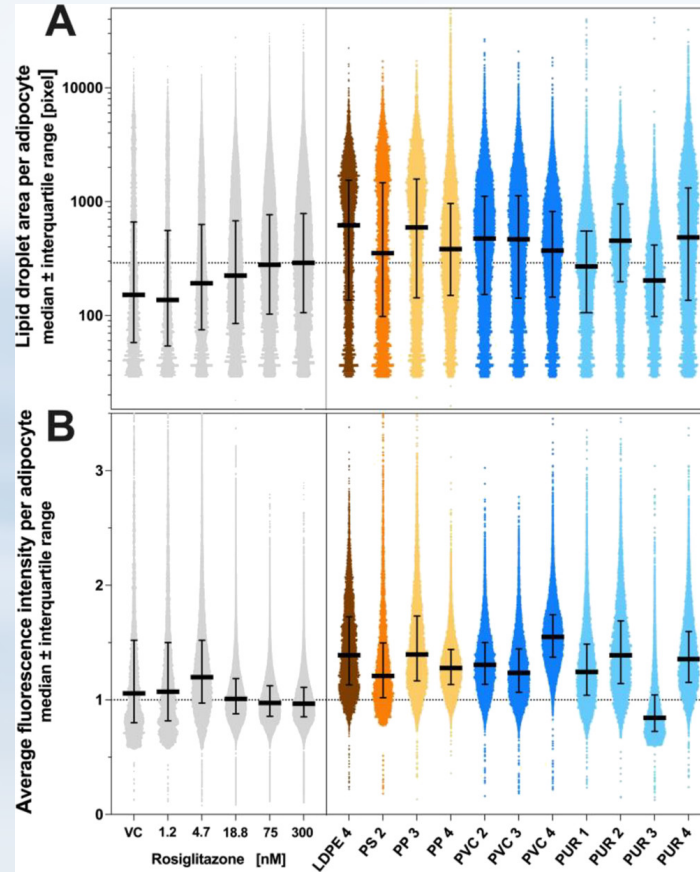 A
Lipid droplet area per adipocyte
median ± interquartile range [pixel]
10000
1000
100
B
Average fluorescence intensity per adipocyte
median ± interquartile range
3
2
1
0
VC 1.2 4.7 18.8 75 300
Rosiglitazone [nM]
LDPE 4 PS 2 PP 3 PP 4 PVC 2 PVC 3 PVC 4 PUR 1 PUR 2 PUR 3 PUR 4